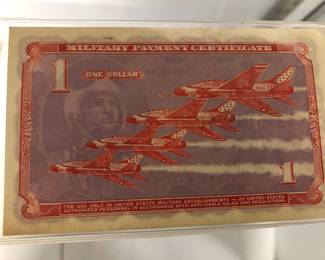 MILITARY PAYMENT CERTIFICATE
1
ONE DOLLAR
1
FOR USE ONLY IN UNITED STATES MILITARY ESTABLISHMENTS - BY UNITED STATES
AUTHORIZED PERSONNEL IN ACCORDANCE WITH APPLICABLE RULES AND REGULATIONS.